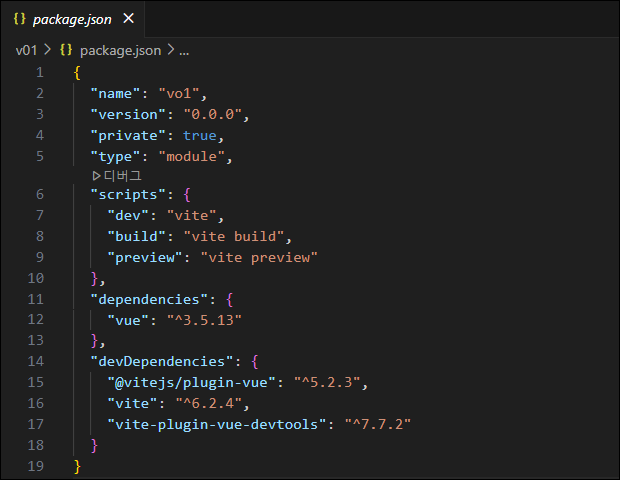 {} package.json ×
v01 > {} package.json > ...
1 {
2 "name": "vo1",
3 "version": "0.0.0",
4 "private": true,
5 "type": "module",
▷디버그
6 "scripts": {
7 "dev": "vite",
8 "build": "vite build",
9 "preview": "vite preview"
10 },
11 "dependencies": {
12 "vue": "^3.5.13"
13 },
14 "devDependencies": {
15 "@vitejs/plugin-vue": "^5.2.3",
16 "vite": "^6.2.4",
17 "vite-plugin-vue-devtools": "^7.7.2"
18 }
19 }